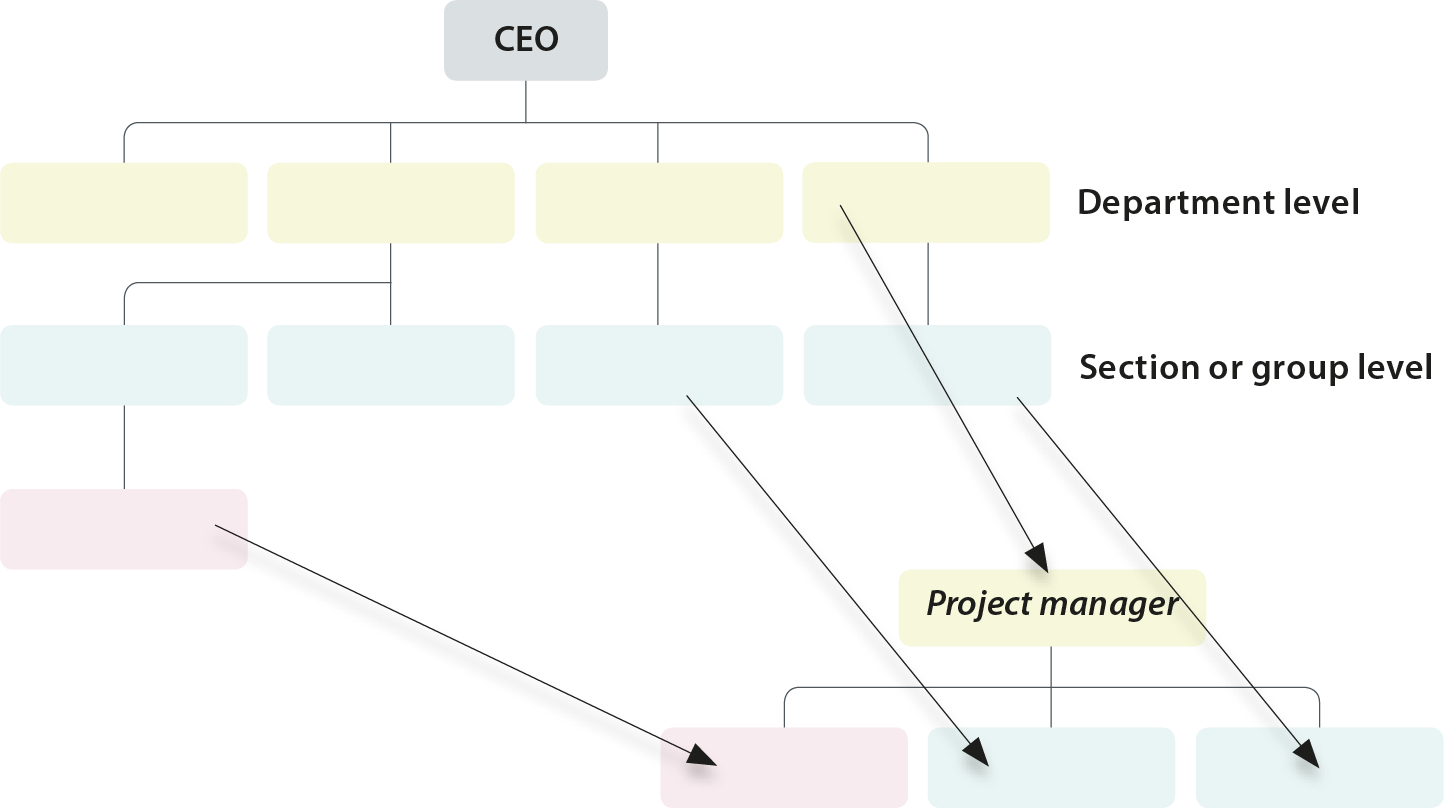 CEO
Department level
Section or group level
Project manager